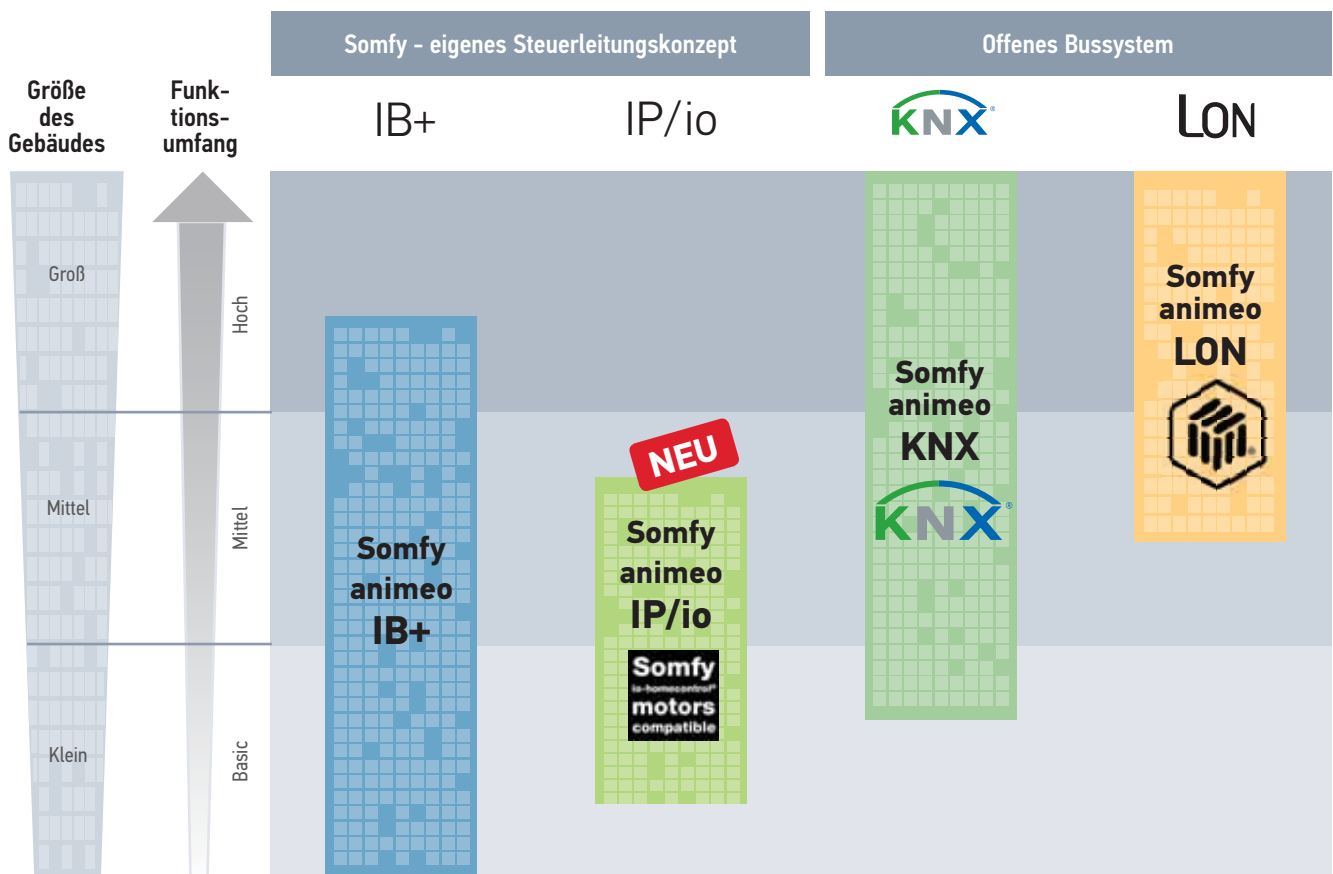 Somfy - eigenes Steuerleitungskonzept
Offenes Bussystem
Größe
des
Gebäudes
Funk-
tions-
umfang
IB+
IP/io
KNX®
LON
Groß
Mittel
Klein
Hoch
Mittel
Basic
Somfy
animeo
IB+
NEU
Somfy
animeo
IP/io
Somfy
io-homecontrol®
motors
compatible
Somfy
animeo
KNX
KNX®
Somfy
animeo
LON